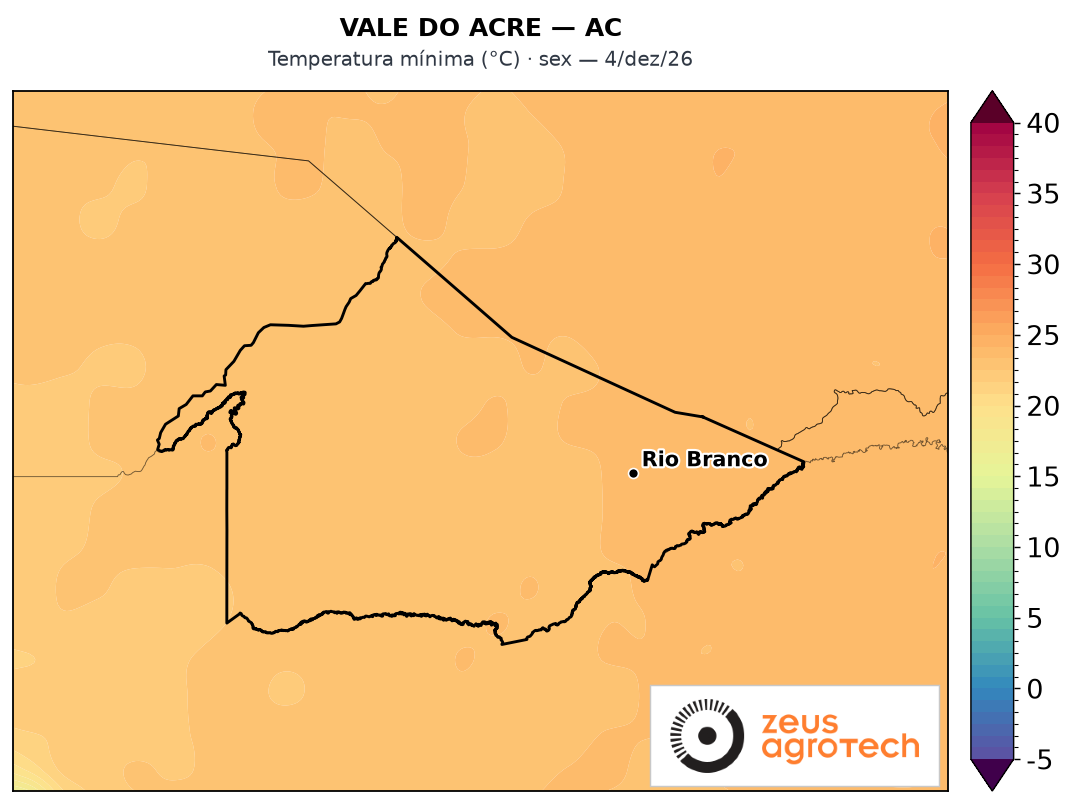 VALE DO ACRE — AC
Temperatura mínima (°C) · sex — 4/dez/26
40
35
30
25
20
15
10
5
0
-5
Rio Branco
zeus
agrotech